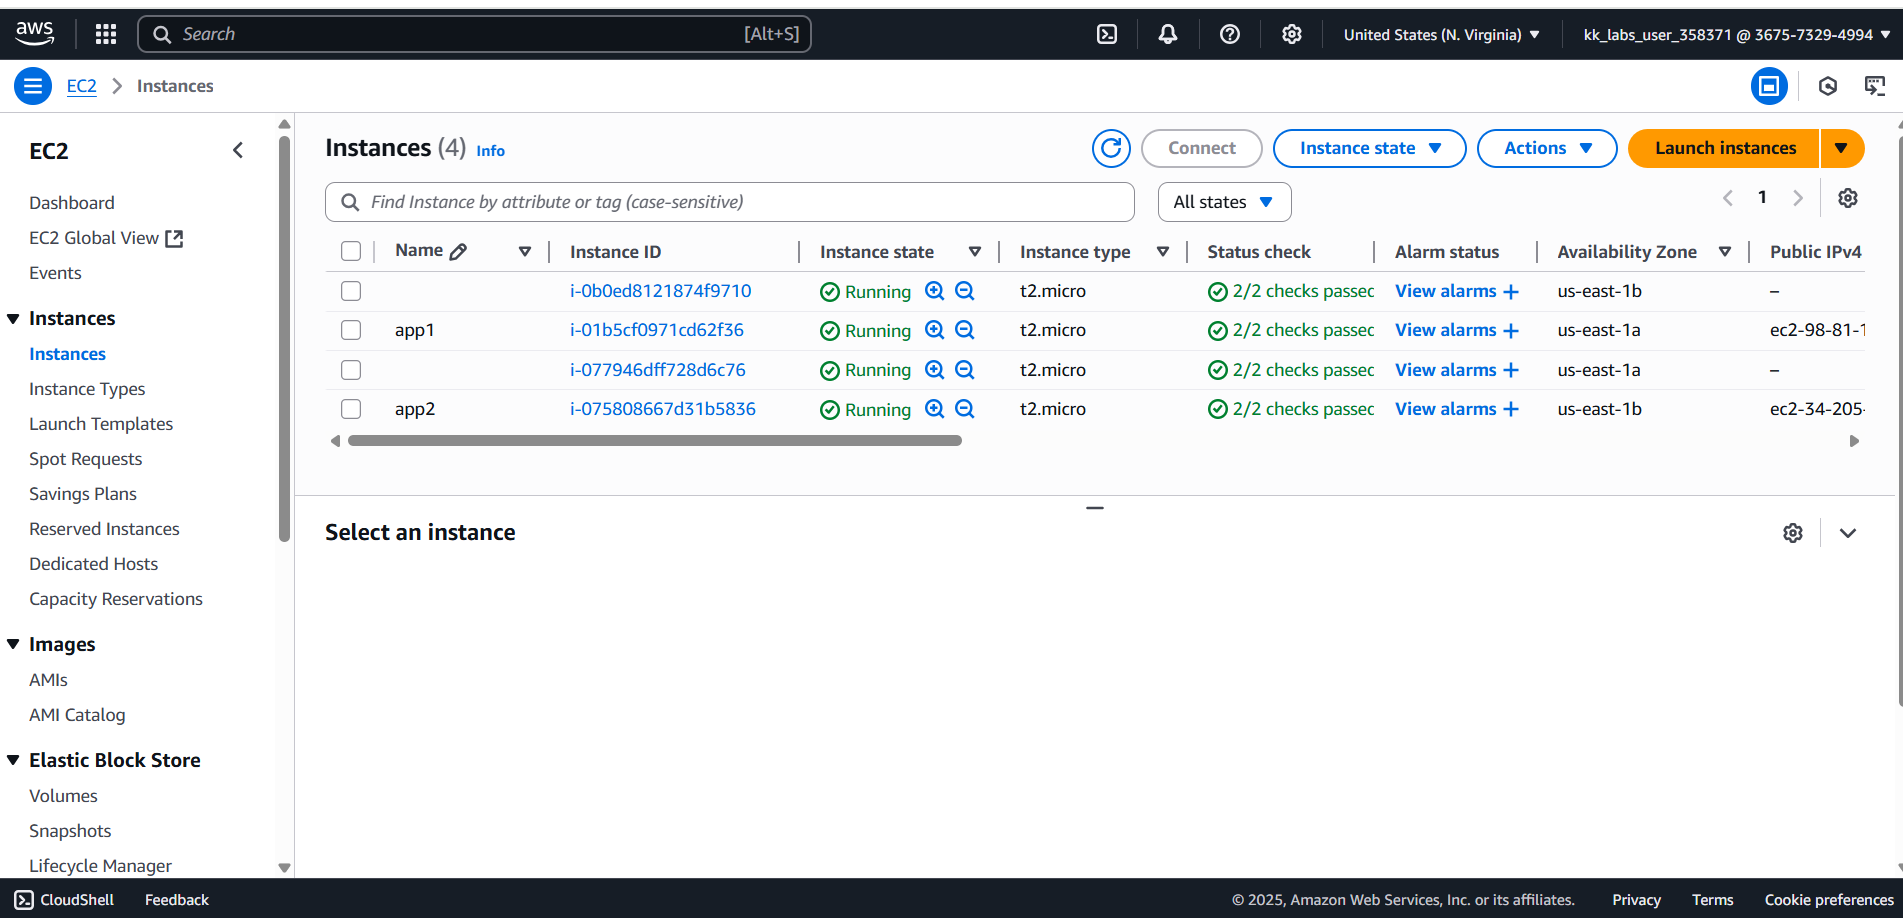 aws Search [Alt+S] United States (N. Virginia) kk_labs_user_358371 @ 3675-7329-4994
EC2 Instances
EC2
Dashboard
EC2 Global View
Events
Instances
Instances
Instance Types
Launch Templates
Spot Requests
Savings Plans
Reserved Instances
Dedicated Hosts
Capacity Reservations
Images
AMIs
AMI Catalog
Elastic Block Store
Volumes
Snapshots
Lifecycle Manager
Instances (4) Info Connect Instance state Actions Launch instances
Find Instance by attribute or tag (case-sensitive) All states 1
Name Instance ID Instance state Instance type Status check Alarm status Availability Zone Public IPv4
i-0b0ed8121874f9710 Running t2.micro 2/2 checks passec View alarms + us-east-1b –
app1 i-01b5cf0971cd62f36 Running t2.micro 2/2 checks passec View alarms + us-east-1a ec2-98-81-1
i-077946dff728d6c76 Running t2.micro 2/2 checks passec View alarms + us-east-1a –
app2 i-075808667d31b5836 Running t2.micro 2/2 checks passec View alarms + us-east-1b ec2-34-205-
Select an instance
CloudShell Feedback © 2025, Amazon Web Services, Inc. or its affiliates. Privacy Terms Cookie preferences